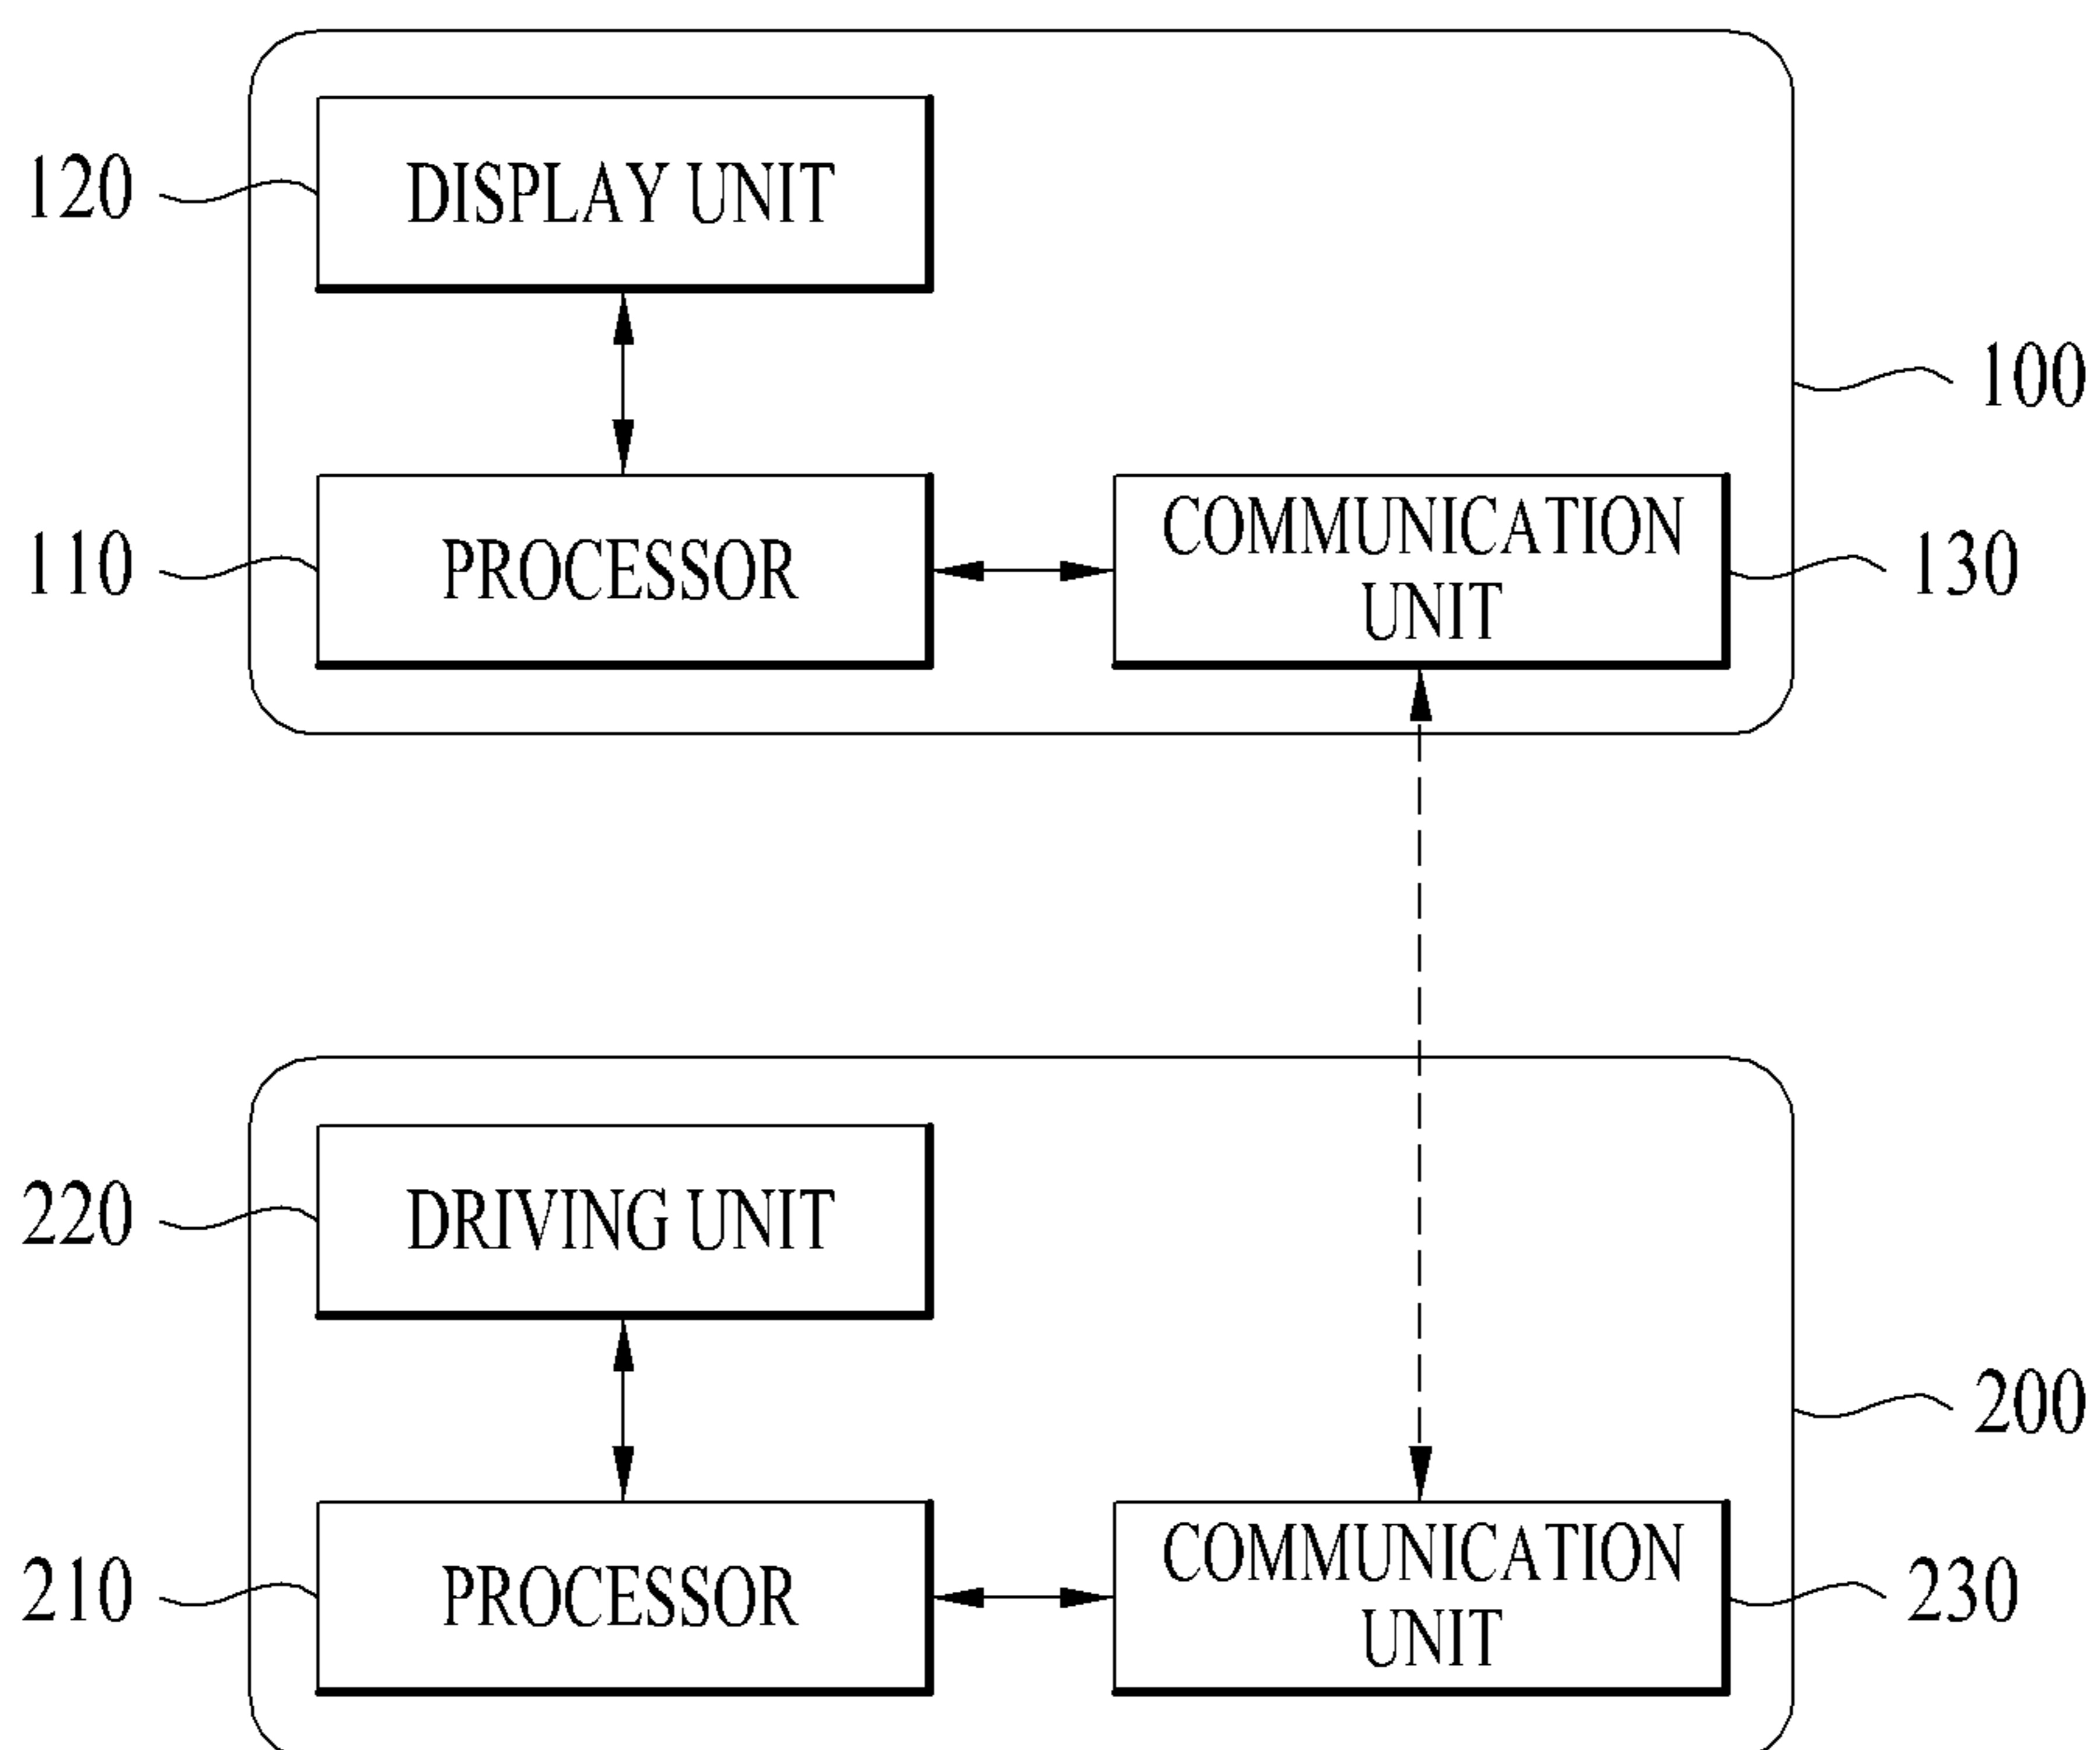 120
DISPLAY UNIT
100
110
PROCESSOR
COMMUNICATION
UNIT
130
220
DRIVING UNIT
200
210
PROCESSOR
COMMUNICATION
UNIT
230